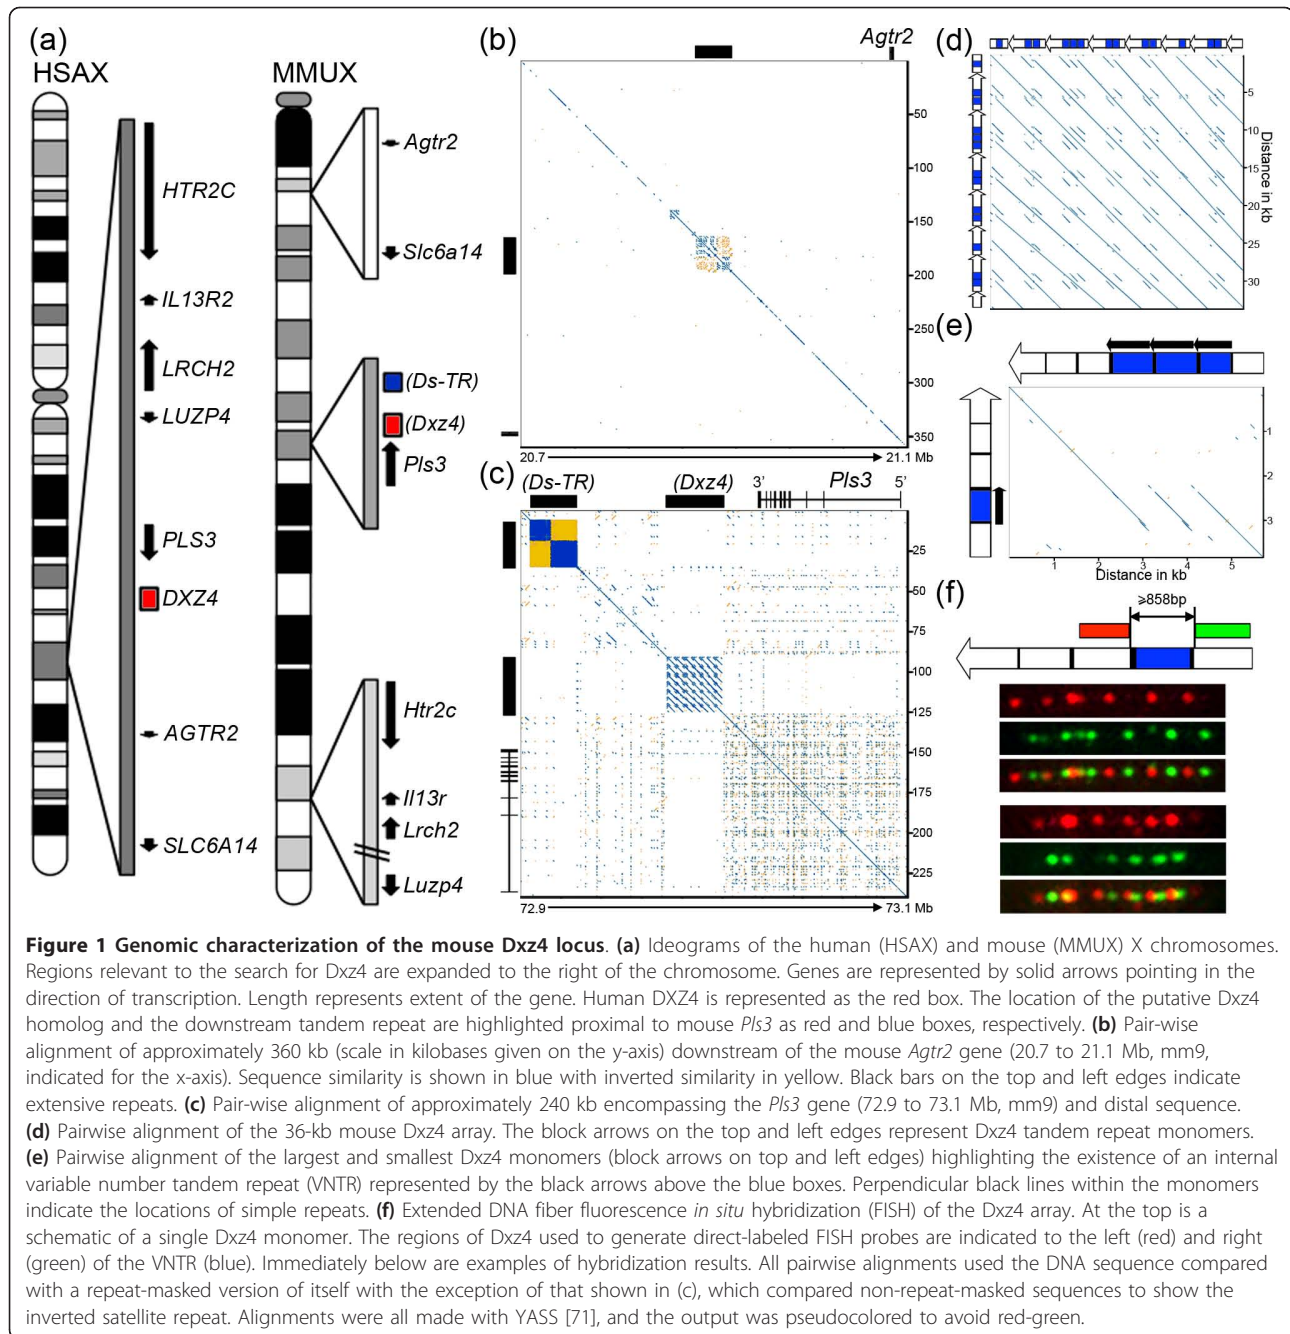 (a)
HSAX
MMUX
HTR2C
IL13R2
LRCH2
LUZP4
PLS3
DXZ4
AGTR2
SLC6A14
Agtr2
Slc6a14
(Ds-TR)
(Dxz4)
Pls3
Htr2c
Il13r
Lrch2
Luzp4
(b)
Agtr2
50
100
150
200
250
300
350
20.7
21.1 Mb
(c)
(Ds-TR)
(Dxz4)
3'
Pls3
5'
25
50
75
100
125
150
175
200
225
72.9
73.1 Mb
(d)
5
10
15
20
25
30
Distance in kb
(e)
1
2
3
1
2
3
4
5
Distance in kb
(f)
≥858bp
Figure 1 Genomic characterization of the mouse Dxz4 locus. (a) Ideograms of the human (HSAX) and mouse (MMUX) X chromosomes.
Regions relevant to the search for Dxz4 are expanded to the right of the chromosome. Genes are represented by solid arrows pointing in the
direction of transcription. Length represents extent of the gene. Human DXZ4 is represented as the red box. The location of the putative Dxz4
homolog and the downstream tandem repeat are highlighted proximal to mouse Pls3 as red and blue boxes, respectively. (b) Pair-wise
alignment of approximately 360 kb (scale in kilobases given on the y-axis) downstream of the mouse Agtr2 gene (20.7 to 21.1 Mb, mm9,
indicated for the x-axis). Sequence similarity is shown in blue with inverted similarity in yellow. Black bars on the top and left edges indicate
extensive repeats. (c) Pair-wise alignment of approximately 240 kb encompassing the Pls3 gene (72.9 to 73.1 Mb, mm9) and distal sequence.
(d) Pairwise alignment of the 36-kb mouse Dxz4 array. The block arrows on the top and left edges represent Dxz4 tandem repeat monomers.
(e) Pairwise alignment of the largest and smallest Dxz4 monomers (block arrows on top and left edges) highlighting the existence of an internal
variable number tandem repeat (VNTR) represented by the black arrows above the blue boxes. Perpendicular black lines within the monomers
indicate the locations of simple repeats. (f) Extended DNA fiber fluorescence in situ hybridization (FISH) of the Dxz4 array. At the top is a
schematic of a single Dxz4 monomer. The regions of Dxz4 used to generate direct-labeled FISH probes are indicated to the left (red) and right
(green) of the VNTR (blue). Immediately below are examples of hybridization results. All pairwise alignments used the DNA sequence compared
with a repeat-masked version of itself with the exception of that shown in (c), which compared non-repeat-masked sequences to show the
inverted satellite repeat. Alignments were all made with YASS [71], and the output was pseudocolored to avoid red-green.